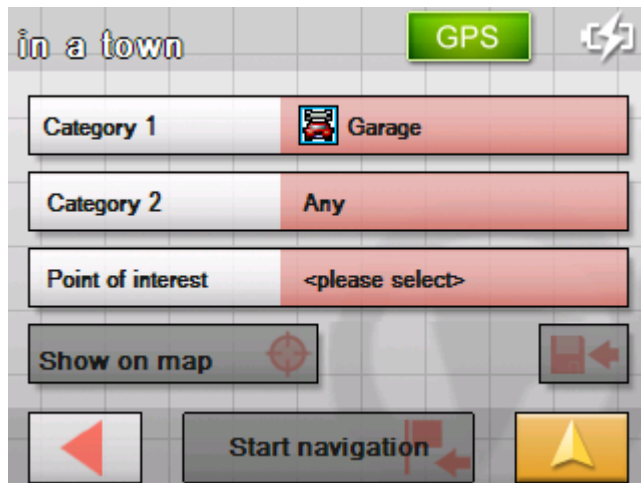 in a town
GPS
Category 1
Garage
Category 2
Any
Point of interest
<please select>
Show on map
Start navigation